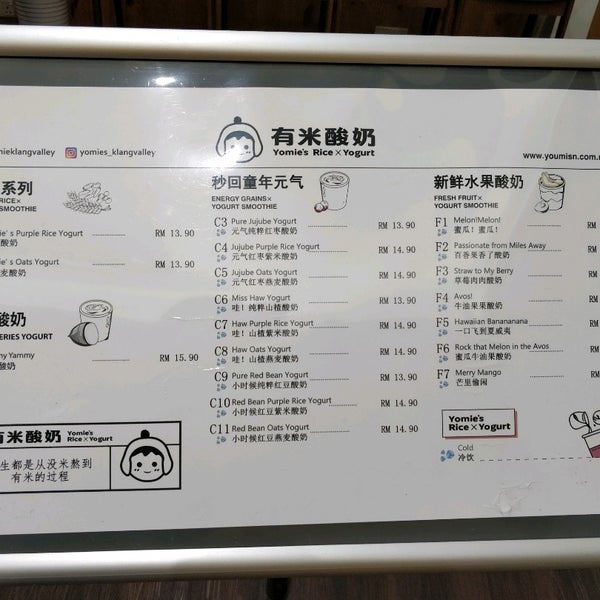 有米酸奶
Yomie's Rice×Yogurt
yomies_klangvalley
www.youmisn.com
系列
RICE×
SMOOTHIE
Purple Rice Yogurt RM 13.90
酸奶
Oats Yogurt RM 13.90
麦酸奶
酸奶
ERIES YOGURT
Yammy RM 15.90
酸奶
有米酸奶 Yomie's Rice×Yogurt
生都是从没米熬到
有米的过程
秒回童年元气
ENERGY GRAINS×
YOGURT SMOOTHIE
C3 Pure Jujube Yogurt RM 13.90
元气纯粹红枣酸奶
C4 Jujube Purple Rice Yogurt RM 14.90
元气红枣紫米酸奶
C5 Jujube Oats Yogurt RM 14.90
元气红枣燕麦酸奶
C6 Miss Haw Yogurt RM 13.90
哇！纯粹山楂酸奶
C7 Haw Purple Rice Yogurt RM 14.90
哇！山楂紫米酸奶
C8 Haw Oats Yogurt RM 14.90
哇！山楂燕麦酸奶
C9 Pure Red Bean Yogurt RM 13.90
小时候纯粹红豆酸奶
C10 Red Bean Purple Rice Yogurt RM 14.90
小时候红豆紫米酸奶
C11 Red Bean Oats Yogurt RM 14.90
小时候红豆燕麦酸奶
新鲜水果酸奶
FRESH FRUIT×
YOGURT SMOOTHIE
F1 Melon!Melon! RM
蜜瓜！蜜瓜！
F2 Passionate from Miles Away RM
百香果香了酸奶
F3 Straw to My Berry RM
草莓肉肉酸奶
F4 Avos! RM
牛油果果酸奶
F5 Hawaiian Banananana RM
一口飞到夏威夷
F6 Rock that Melon in the Avos RM
蜜瓜牛油果酸奶
F7 Merry Mango RM
芒里偷闲
Yomie's
Rice×Yogurt
Cold
冷饮